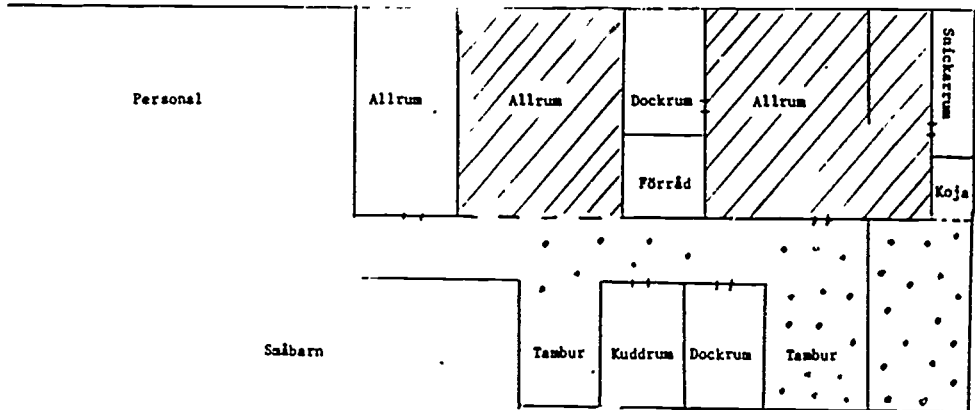 Snickarrum
Personal
Allrum
Allrum
Dockrum
Allrum
Förråd
Koja
Småbarn
Tambur
Kuddrum
Dockrum
Tambur